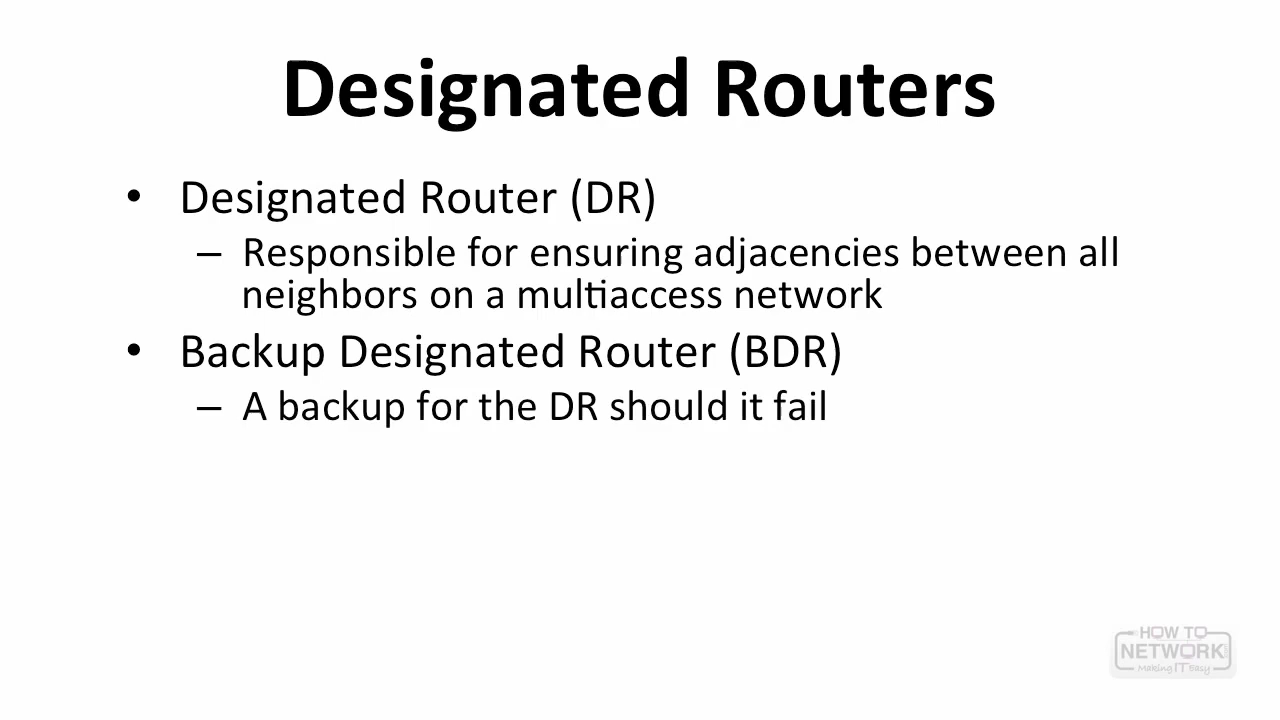 Designated Routers
• Designated Router (DR)
– Responsible for ensuring adjacencies between all
neighbors on a multiaccess network
• Backup Designated Router (BDR)
– A backup for the DR should it fail
HOW TO
NETWORK
Making IT Easy